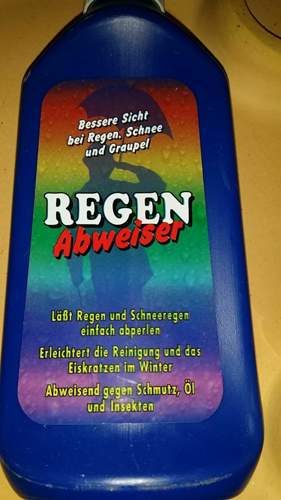 Bessere Sicht
bei Regen, Schnee
und Graupel
REGEN
Abweiser
Läßt Regen und Schneeregen
einfach abperlen
Erleichtert die Reinigung und das
Eiskratzen im Winter
Abweisend gegen Schmutz, Öl
und Insekten